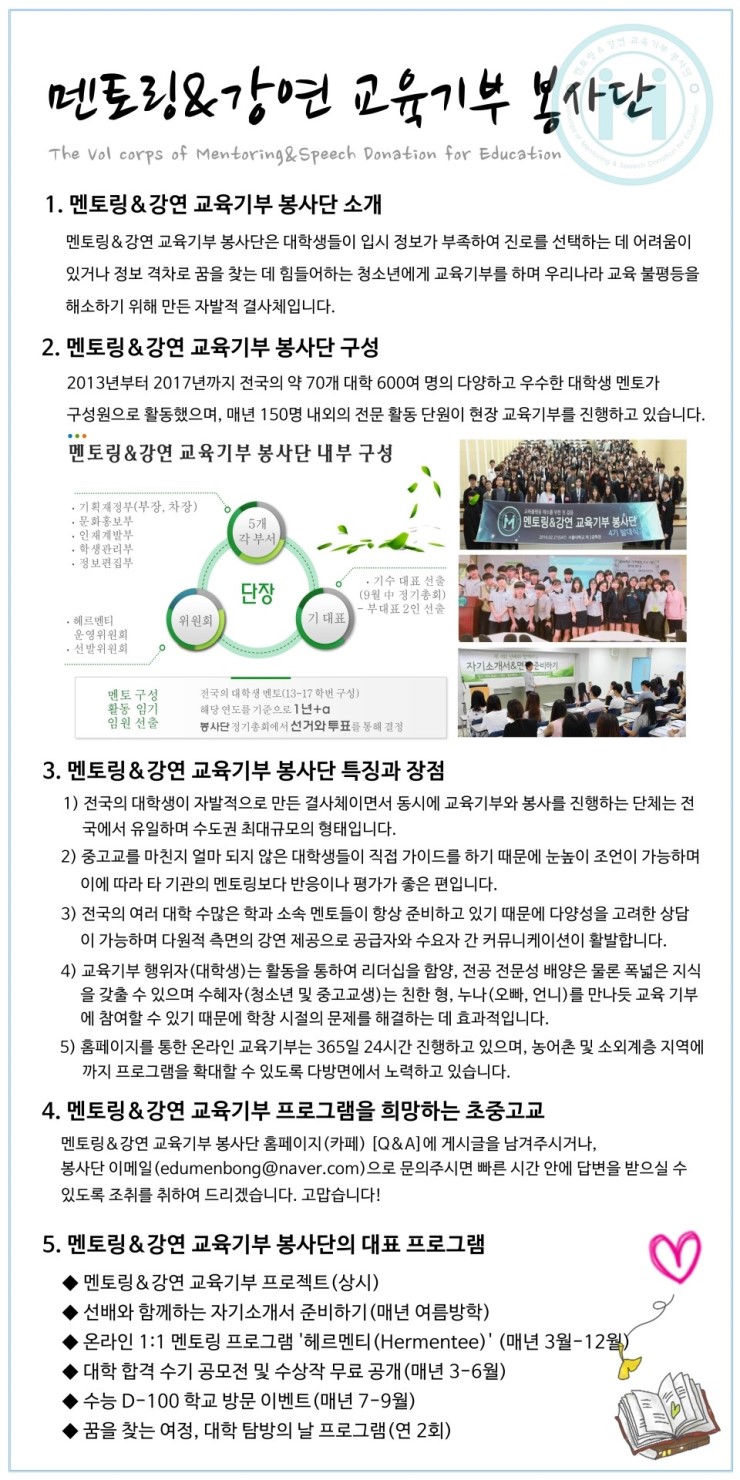 멘토링&강연 교육기부 봉사단
The Vol corps of Mentoring&Speech Donation for Education
1. 멘토링&강연 교육기부 봉사단 소개
멘토링&강연 교육기부 봉사단은 대학생들이 입시 정보가 부족하여 진로를 선택하는 데 어려움이
있거나 정보 격차로 꿈을 찾는 데 힘들어하는 청소년에게 교육기부를 하며 우리나라 교육 불평등을
해소하기 위해 만든 자발적 결사체입니다.
2. 멘토링&강연 교육기부 봉사단 구성
2013년부터 2017년까지 전국의 약 70개 대학 600여 명의 다양하고 우수한 대학생 멘토가
구성원으로 활동했으며, 매년 150명 내외의 전문 활동 단원이 현장 교육기부를 진행하고 있습니다.
멘토링&강연 교육기부 봉사단 내부 구성
· 기획재정부(부장, 차장)
· 문화홍보부
· 인재계발부
· 학생관리부
· 정보편집부
5개
각 부서
단장
위원회
기 대표
· 기수 대표 선출
(9월 中 정기총회)
- 부대표 2인 선출
· 헤르멘티
운영위원회
· 선발위원회
멘토 구성 전국의 대학생 멘토(13-17 학번 구성)
활동 임기 해당 연도를 기준으로 1년+α
임원 선출 봉사단 정기총회에서 선거와 투표를 통해 결정
멘토링&강연 교육기부 봉사단
4기 발대식
자기소개서&면접 준비하기
3. 멘토링&강연 교육기부 봉사단 특징과 장점
1) 전국의 대학생이 자발적으로 만든 결사체이면서 동시에 교육기부와 봉사를 진행하는 단체는 전
국에서 유일하며 수도권 최대규모의 형태입니다.
2) 중고교를 마친지 얼마 되지 않은 대학생들이 직접 가이드를 하기 때문에 눈높이 조언이 가능하며
이에 따라 타 기관의 멘토링보다 반응이나 평가가 좋은 편입니다.
3) 전국의 여러 대학 수많은 학과 소속 멘토들이 항상 준비하고 있기 때문에 다양성을 고려한 상담
이 가능하며 다원적 측면의 강연 제공으로 공급자와 수요자 간 커뮤니케이션이 활발합니다.
4) 교육기부 행위자(대학생)는 활동을 통하여 리더십을 함양, 전공 전문성 배양은 물론 폭넓은 지식
을 갖출 수 있으며 수혜자(청소년 및 중고교생)는 친한 형, 누나(오빠, 언니)를 만나듯 교육 기부
에 참여할 수 있기 때문에 학창 시절의 문제를 해결하는 데 효과적입니다.
5) 홈페이지를 통한 온라인 교육기부는 365일 24시간 진행하고 있으며, 농어촌 및 소외계층 지역에
까지 프로그램을 확대할 수 있도록 다방면에서 노력하고 있습니다.
4. 멘토링&강연 교육기부 프로그램을 희망하는 초중고교
멘토링&강연 교육기부 봉사단 홈페이지(카페) [Q&A]에 게시글을 남겨주시거나,
봉사단 이메일(edumenbong@naver.com)으로 문의주시면 빠른 시간 안에 답변을 받으실 수
있도록 조취를 취하여 드리겠습니다. 고맙습니다!
5. 멘토링&강연 교육기부 봉사단의 대표 프로그램
◆ 멘토링&강연 교육기부 프로젝트(상시)
◆ 선배와 함께하는 자기소개서 준비하기(매년 여름방학)
◆ 온라인 1:1 멘토링 프로그램 '헤르멘티(Hermentee)' (매년 3월-12월)
◆ 대학 합격 수기 공모전 및 수상작 무료 공개(매년 3-6월)
◆ 수능 D-100 학교 방문 이벤트(매년 7-9월)
◆ 꿈을 찾는 여정, 대학 탐방의 날 프로그램(연 2회)